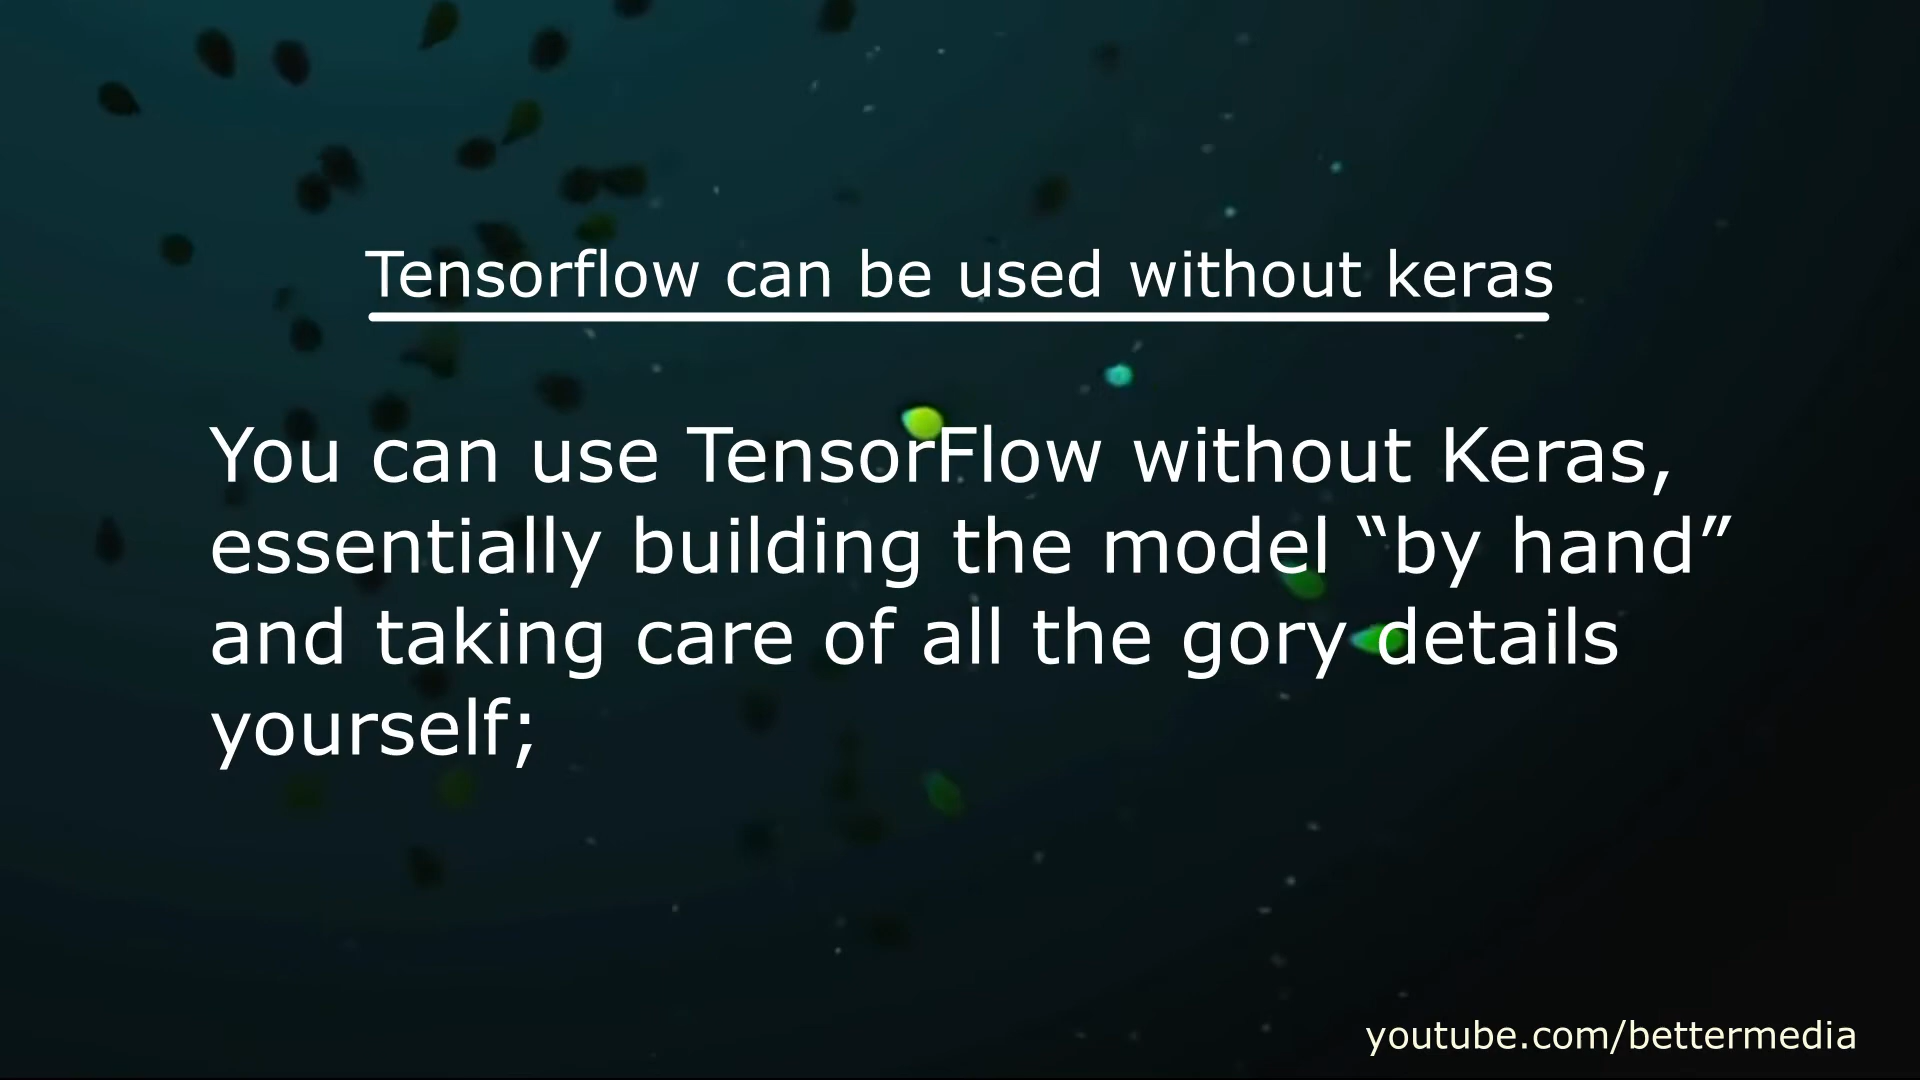 Tensorflow can be used without keras
You can use TensorFlow without Keras,
essentially building the model “by hand”
and taking care of all the gory details
yourself;
youtube.com/bettermedia